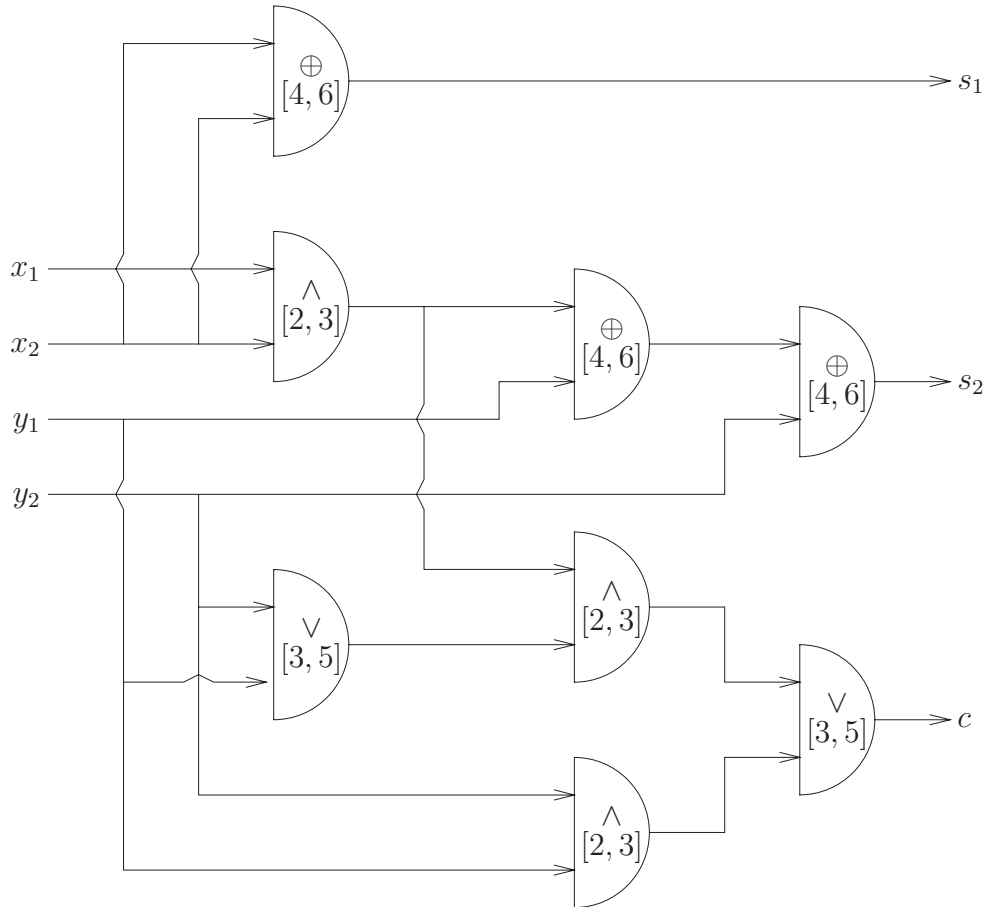 ⊕
[4, 6]
s₁
x₁
∧
[2, 3]
x₂
⊕
[4, 6]
⊕
[4, 6]
s₂
y₁
y₂
∨
[3, 5]
∧
[2, 3]
∨
[3, 5]
c
∧
[2, 3]